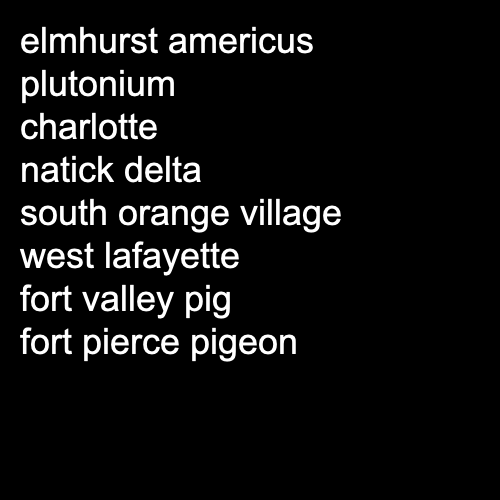 elmhurst americus
plutonium
charlotte
natick delta
south orange village
west lafayette
fort valley pig
fort pierce pigeon